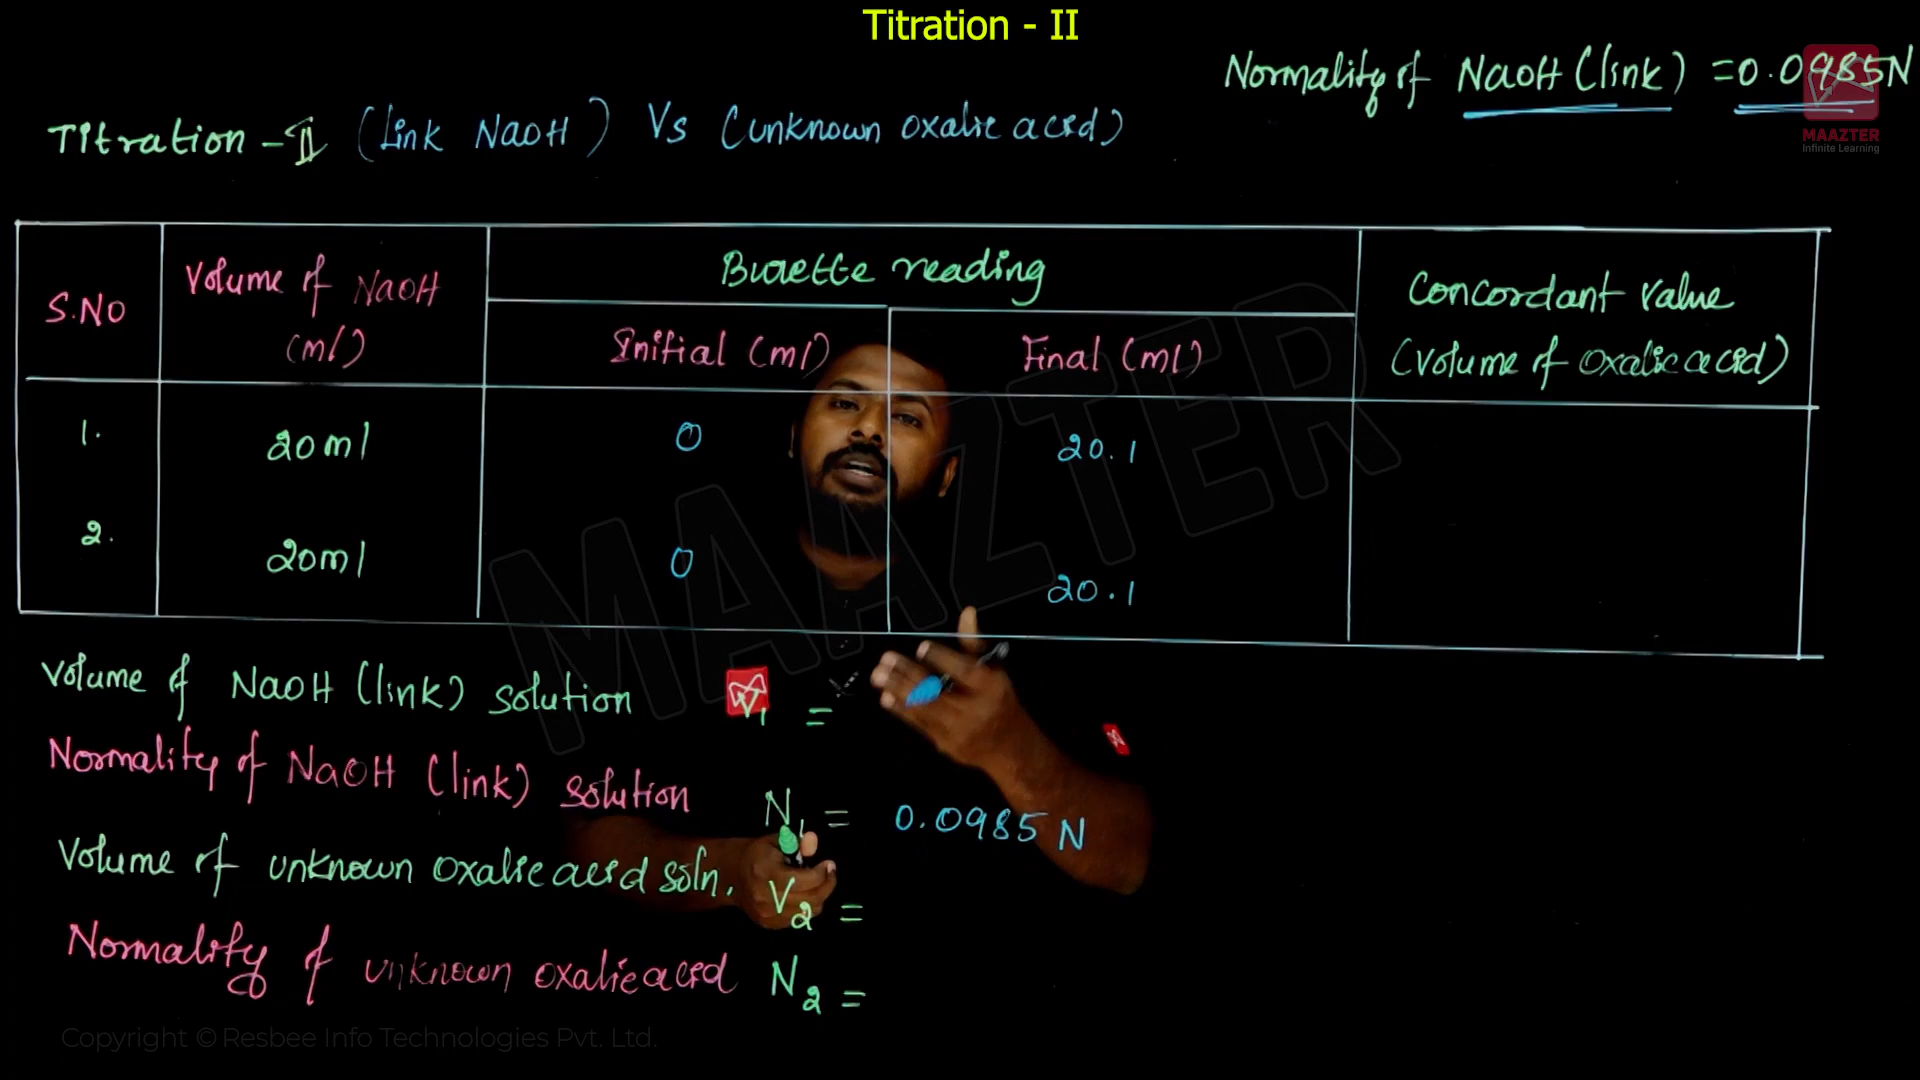 Titration - II
Normality of NaOH (link) = 0.0985N
MAAZTER
Infinite Learning
Titration - II (Link NaOH) Vs (unknown oxalic acid)
S.NO
Volume of NaOH
(ml)
Burette reading
Initial (ml)
Final (ml)
Concordant value
(volume of oxalic acid)
1. 20ml 0 20.1
2. 20ml 0 20.1
MAAZTER
Volume of NaOH (link) solution V1 =
Normality of NaOH (link) solution N1 = 0.0985 N
Volume of unknown oxalic acid soln. V2 =
Normality of unknown oxalic acid N2 =
Copyright © Resbee Info Technologies Pvt. Ltd.